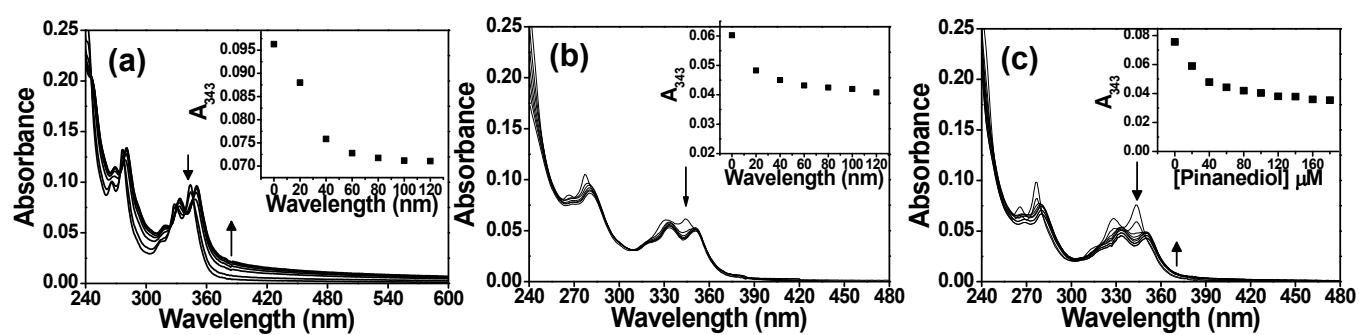 (a)
0.25
0.20
0.15
0.10
0.05
0.00
Absorbance
240 300 360 420 480 540 600
Wavelength (nm)
0.095
0.090
0.085
0.080
0.075
0.070
A343
0 20 40 60 80 100 120
Wavelength (nm)
(b)
0.25
0.20
0.15
0.10
0.05
0.00
Absorbance
240 280 320 360 400 440 480
Wavelength (nm)
0.06
0.05
0.04
0.03
0.02
A343
0 20 40 60 80 100 120
Wavelength (nm)
(c)
0.25
0.20
0.15
0.10
0.05
0.00
Absorbance
240 270 300 330 360 390 420 450 480
Wavelength (nm)
0.08
0.06
0.04
0.02
0.00
A343
0 40 80 120 160
[Pinanediol] μM